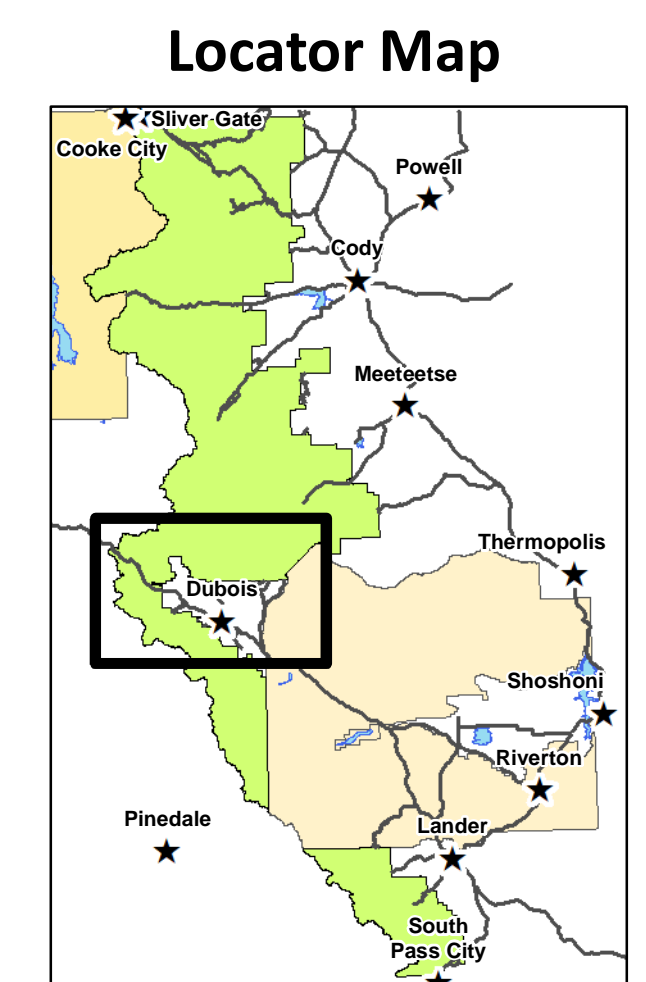 Locator Map
Sliver Gate
Cooke City
Powell
Cody
Meeteetse
Thermopolis
Dubois
Shoshoni
Riverton
Pinedale
Lander
South
Pass City